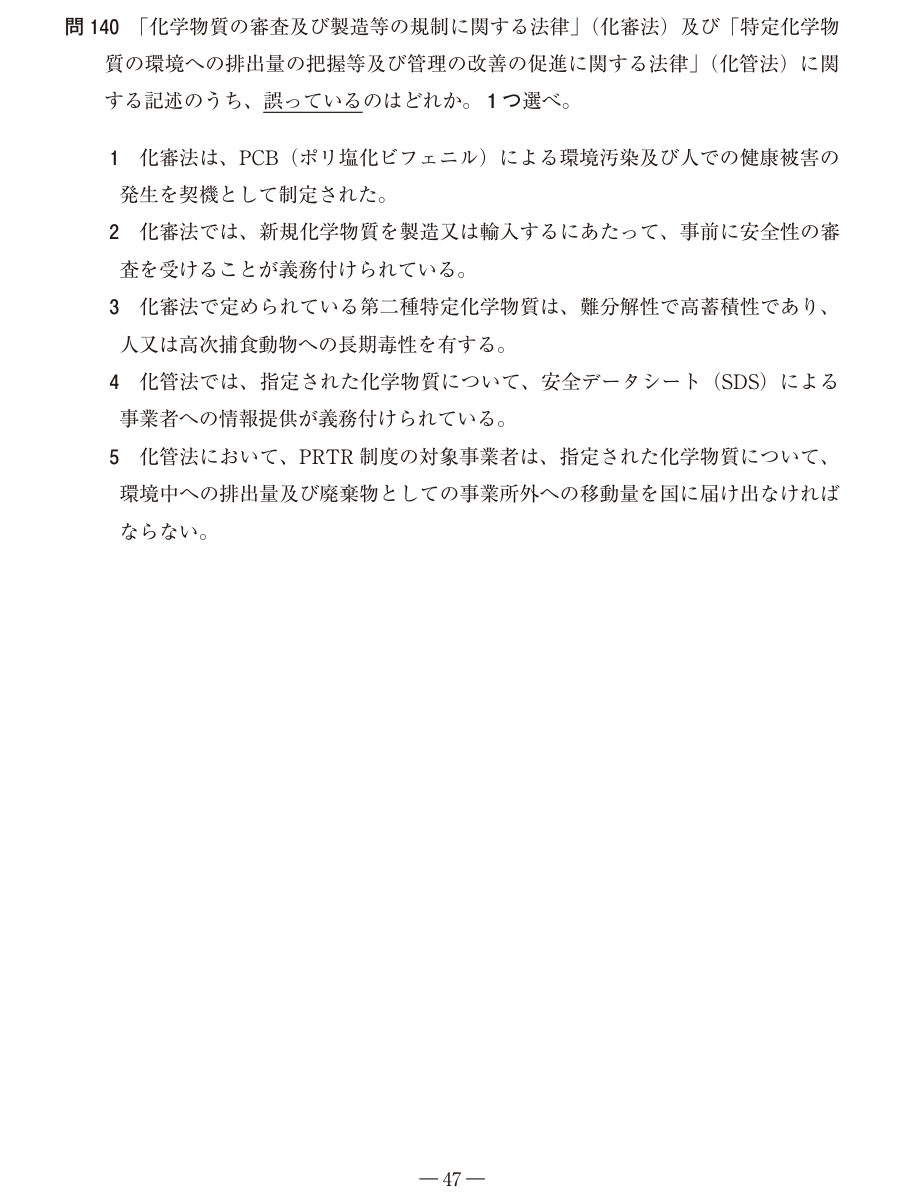 問 140 「化学物質の審査及び製造等の規制に関する法律」（化審法）及び「特定化学物
質の環境への排出量の把握等及び管理の改善の促進に関する法律」（化管法）に関
する記述のうち、誤っているのはどれか。１つ選べ。
1 化審法は、PCB（ポリ塩化ビフェニル）による環境汚染及び人での健康被害の
発生を契機として制定された。
2 化審法では、新規化学物質を製造又は輸入するにあたって、事前に安全性の審
査を受けることが義務付けられている。
3 化審法で定められている第二種特定化学物質は、難分解性で高蓄積性であり、
人又は高次捕食動物への長期毒性を有する。
4 化管法では、指定された化学物質について、安全データシート（SDS）による
事業者への情報提供が義務付けられている。
5 化管法において、PRTR 制度の対象事業者は、指定された化学物質について、
環境中への排出量及び廃棄物としての事業所外への移動量を国に届け出なければ
ならない。
― 47 ―